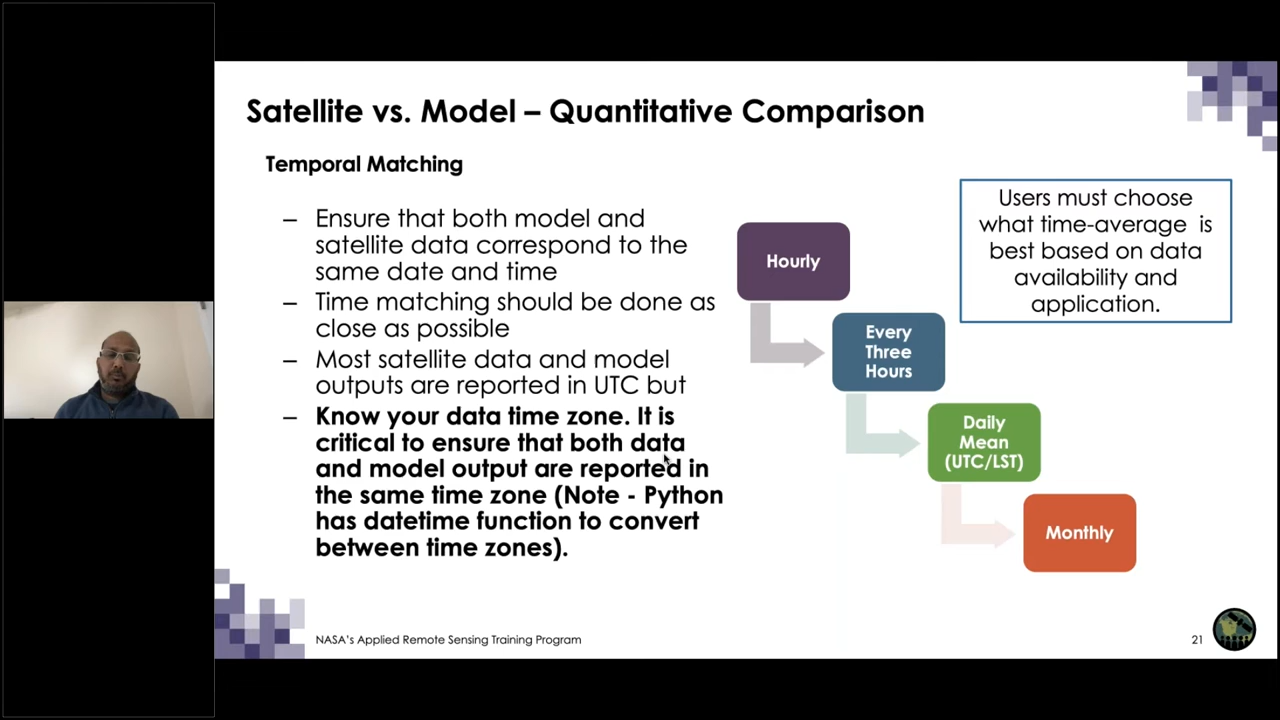 Satellite vs. Model – Quantitative Comparison
Temporal Matching
– Ensure that both model and
satellite data correspond to the
same date and time
– Time matching should be done as
close as possible
– Most satellite data and model
outputs are reported in UTC but
– Know your data time zone. It is
critical to ensure that both data
and model output are reported in
the same time zone (Note - Python
has datetime function to convert
between time zones).
Hourly
Every
Three
Hours
Daily
Mean
(UTC/LST)
Monthly
Users must choose
what time-average is
best based on data
availability and
application.
NASA's Applied Remote Sensing Training Program
21